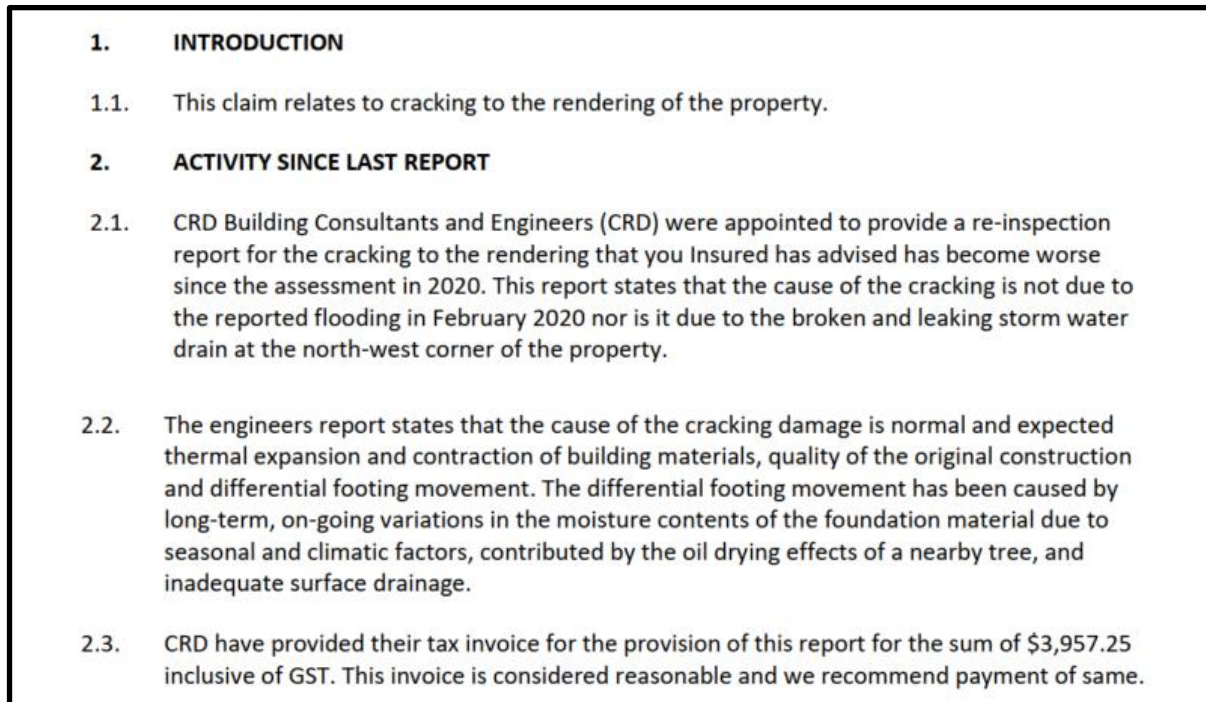 1. INTRODUCTION
1.1. This claim relates to cracking to the rendering of the property.
2. ACTIVITY SINCE LAST REPORT
2.1. CRD Building Consultants and Engineers (CRD) were appointed to provide a re-inspection
report for the cracking to the rendering that you Insured has advised has become worse
since the assessment in 2020. This report states that the cause of the cracking is not due to
the reported flooding in February 2020 nor is it due to the broken and leaking storm water
drain at the north-west corner of the property.
2.2. The engineers report states that the cause of the cracking damage is normal and expected
thermal expansion and contraction of building materials, quality of the original construction
and differential footing movement. The differential footing movement has been caused by
long-term, on-going variations in the moisture contents of the foundation material due to
seasonal and climatic factors, contributed by the oil drying effects of a nearby tree, and
inadequate surface drainage.
2.3. CRD have provided their tax invoice for the provision of this report for the sum of $3,957.25
inclusive of GST. This invoice is considered reasonable and we recommend payment of same.